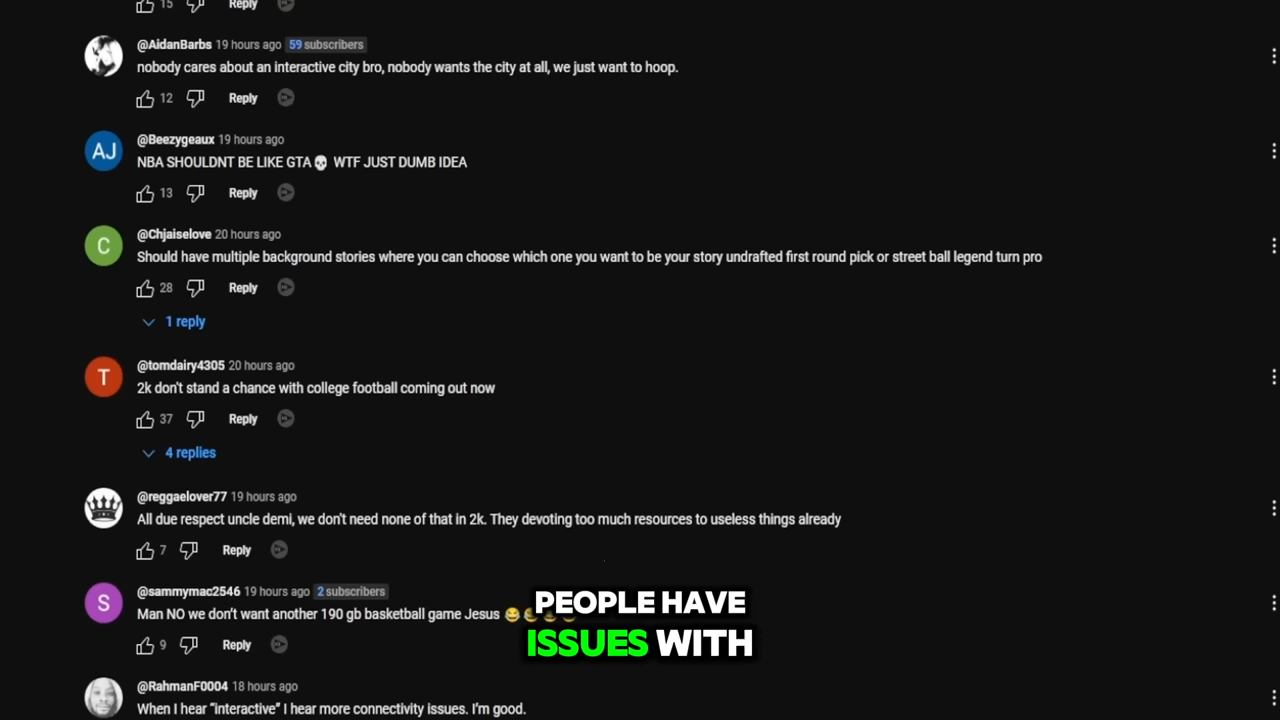 15 Reply
@AidanBarbs 19 hours ago 59 subscribers
nobody cares about an interactive city bro, nobody wants the city at all, we just want to hoop.
12 Reply
AJ
@Beezygeaux 19 hours ago
NBA SHOULDNT BE LIKE GTA💀 WTF JUST DUMB IDEA
13 Reply
C
@Chjaiselove 20 hours ago
Should have multiple background stories where you can choose which one you want to be your story undrafted first round pick or street ball legend turn pro
28 Reply
1 reply
T
@tomdairy4305 20 hours ago
2k don't stand a chance with college football coming out now
37 Reply
4 replies
@reggaelover77 19 hours ago
All due respect uncle demi, we don't need none of that in 2k. They devoting too much resources to useless things already
7 Reply
S
@sammymac2546 19 hours ago 2 subscribers
Man NO we don't want another 190 gb basketball game Jesus 😂😂😂😂
9 Reply
PEOPLE HAVE
ISSUES WITH
@RahmanF0004 18 hours ago
When I hear "interactive" I hear more connectivity issues. I'm good.